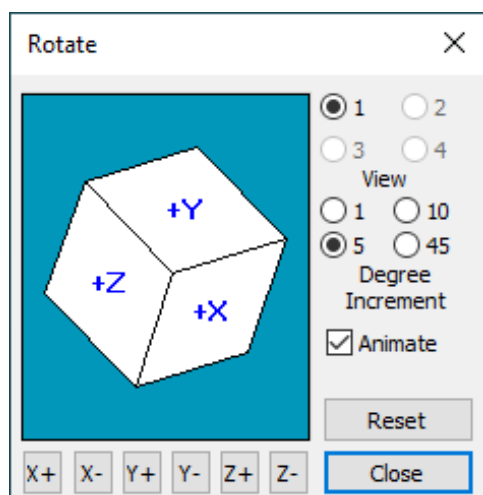 Rotate
1 2
3 4
View
1 10
5 45
Degree
Increment
Animate
+Y
+Z
+X
Reset
X+ X- Y+ Y- Z+ Z- Close